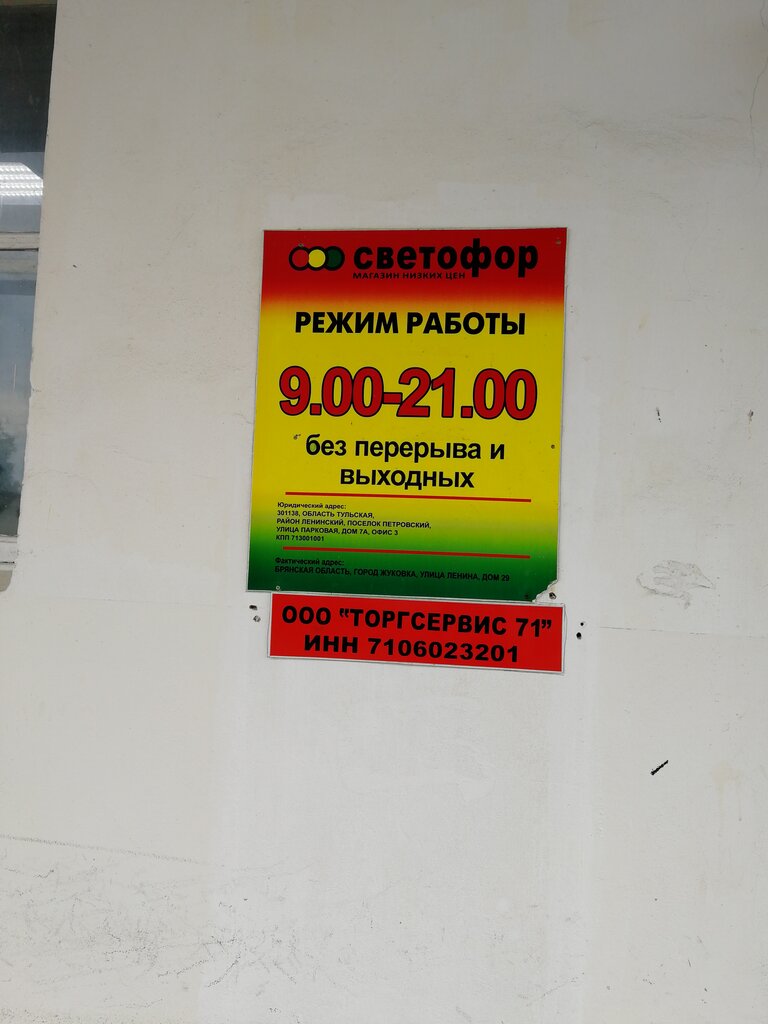 светофор
МАГАЗИН НИЗКИХ ЦЕН
РЕЖИМ РАБОТЫ
9.00-21.00
без перерыва и
выходных
Юридический адрес:
301138, ОБЛАСТЬ ТУЛЬСКАЯ,
РАЙОН ЛЕНИНСКИЙ, ПОСЕЛОК ПЕТРОВСКИЙ,
УЛИЦА ПАРКОВАЯ, ДОМ 7А, ОФИС 3
КПП 713001001
Фактический адрес:
БРЯНСКАЯ ОБЛАСТЬ, ГОРОД ЖУКОВКА, УЛИЦА ЛЕНИНА, ДОМ 29
ООО "ТОРГСЕРВИС 71"
ИНН 7106023201